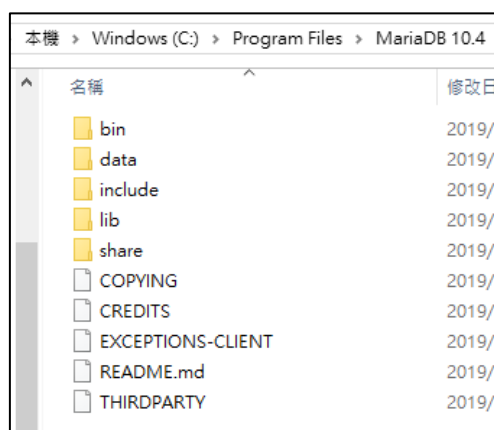 本機 > Windows (C:) > Program Files > MariaDB 10.4
名稱 修改日
bin 2019/
data 2019/
include 2019/
lib 2019/
share 2019/
COPYING 2019/
CREDITS 2019/
EXCEPTIONS-CLIENT 2019/
README.md 2019/
THIRDPARTY 2019/